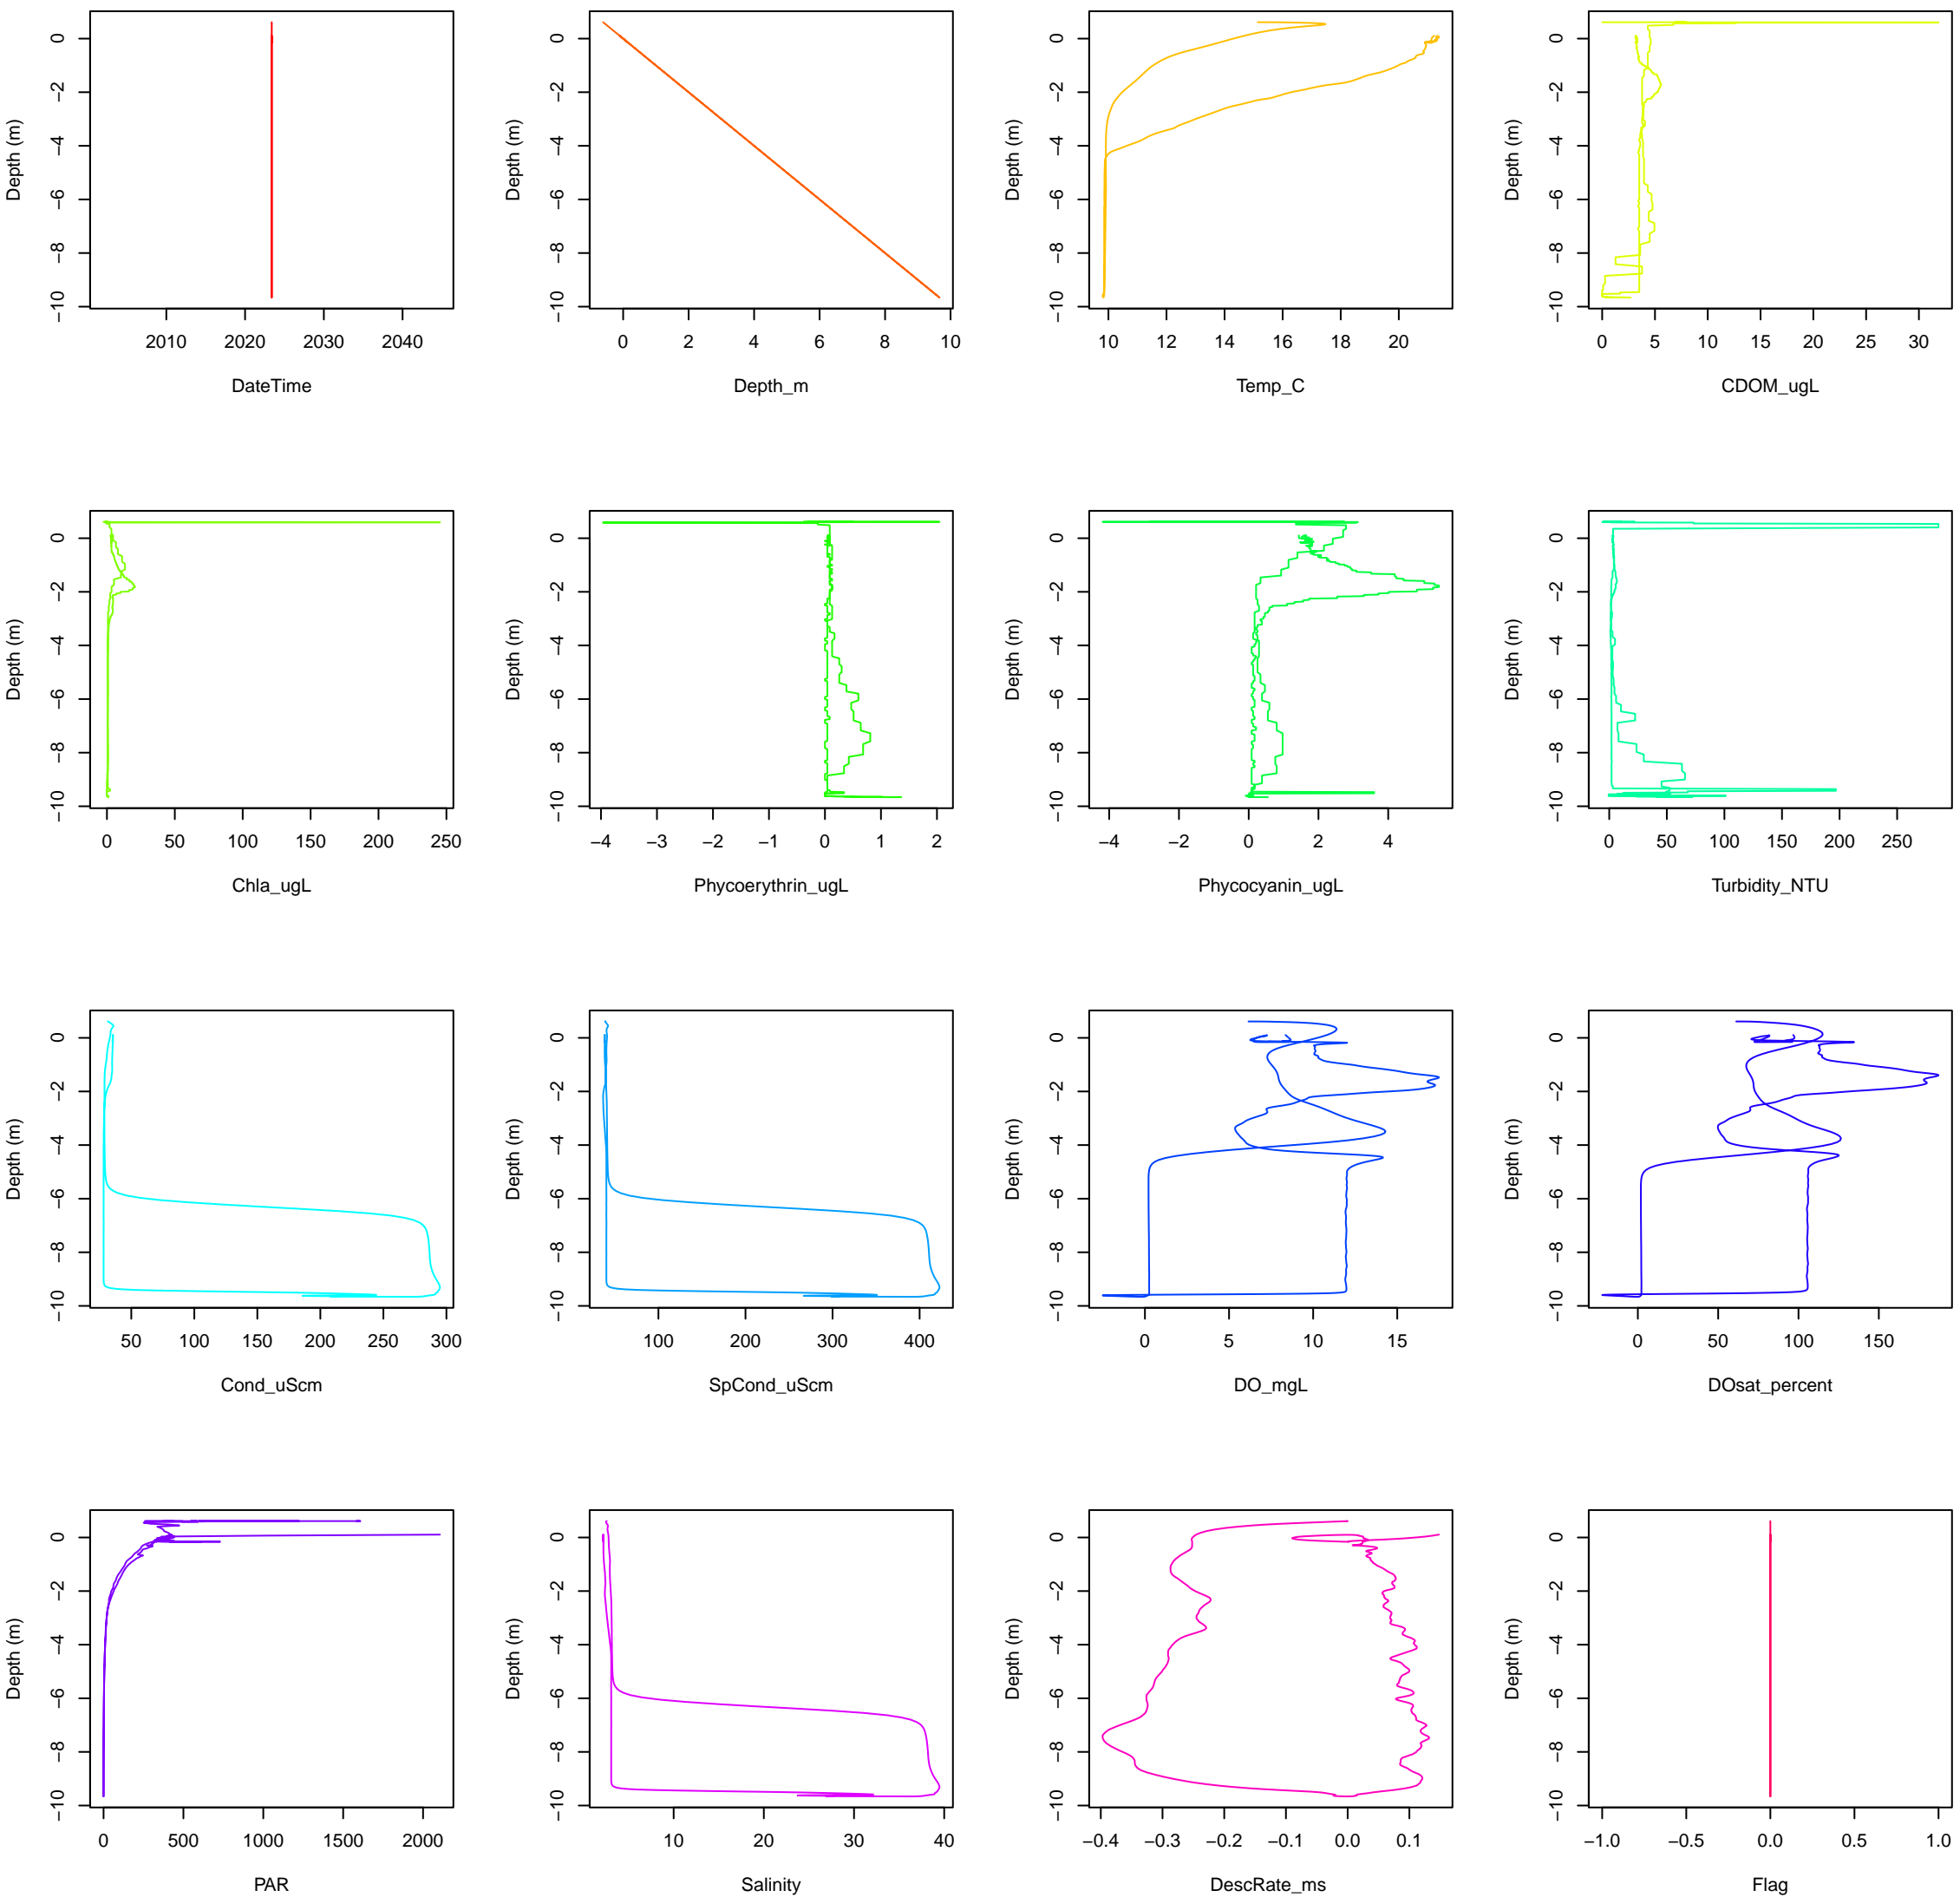 Depth (m)
−10 −8 −6 −4 −2 0
2010 2020 2030 2040
DateTime
Depth (m)
−10 −8 −6 −4 −2 0
0 2 4 6 8 10
Depth_m
Depth (m)
−10 −8 −6 −4 −2 0
10 12 14 16 18 20
Temp_C
Depth (m)
−10 −8 −6 −4 −2 0
0 5 10 15 20 25 30
CDOM_ugL
Depth (m)
−10 −8 −6 −4 −2 0
0 50 100 150 200 250
Chla_ugL
Depth (m)
−10 −8 −6 −4 −2 0
−4 −3 −2 −1 0 1 2
Phycoerythrin_ugL
Depth (m)
−10 −8 −6 −4 −2 0
−4 −2 0 2 4
Phycocyanin_ugL
Depth (m)
−10 −8 −6 −4 −2 0
0 50 100 150 200 250
Turbidity_NTU
Depth (m)
−10 −8 −6 −4 −2 0
50 100 150 200 250 300
Cond_uScm
Depth (m)
−10 −8 −6 −4 −2 0
100 200 300 400
SpCond_uScm
Depth (m)
−10 −8 −6 −4 −2 0
0 5 10 15
DO_mgL
Depth (m)
−10 −8 −6 −4 −2 0
0 50 100 150
DOsat_percent
Depth (m)
−10 −8 −6 −4 −2 0
0 500 1000 1500 2000
PAR
Depth (m)
−10 −8 −6 −4 −2 0
10 20 30 40
Salinity
Depth (m)
−10 −8 −6 −4 −2 0
−0.4 −0.3 −0.2 −0.1 0.0 0.1
DescRate_ms
Depth (m)
−10 −8 −6 −4 −2 0
−1.0 −0.5 0.0 0.5 1.0
Flag